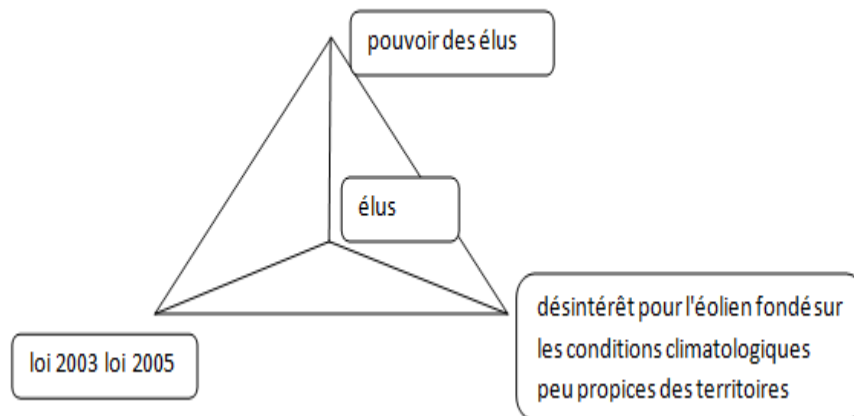 pouvoir des élus
élus
loi 2003 loi 2005
désintérêt pour l'éolien fondé sur
les conditions climatologiques
peu propices des territoires